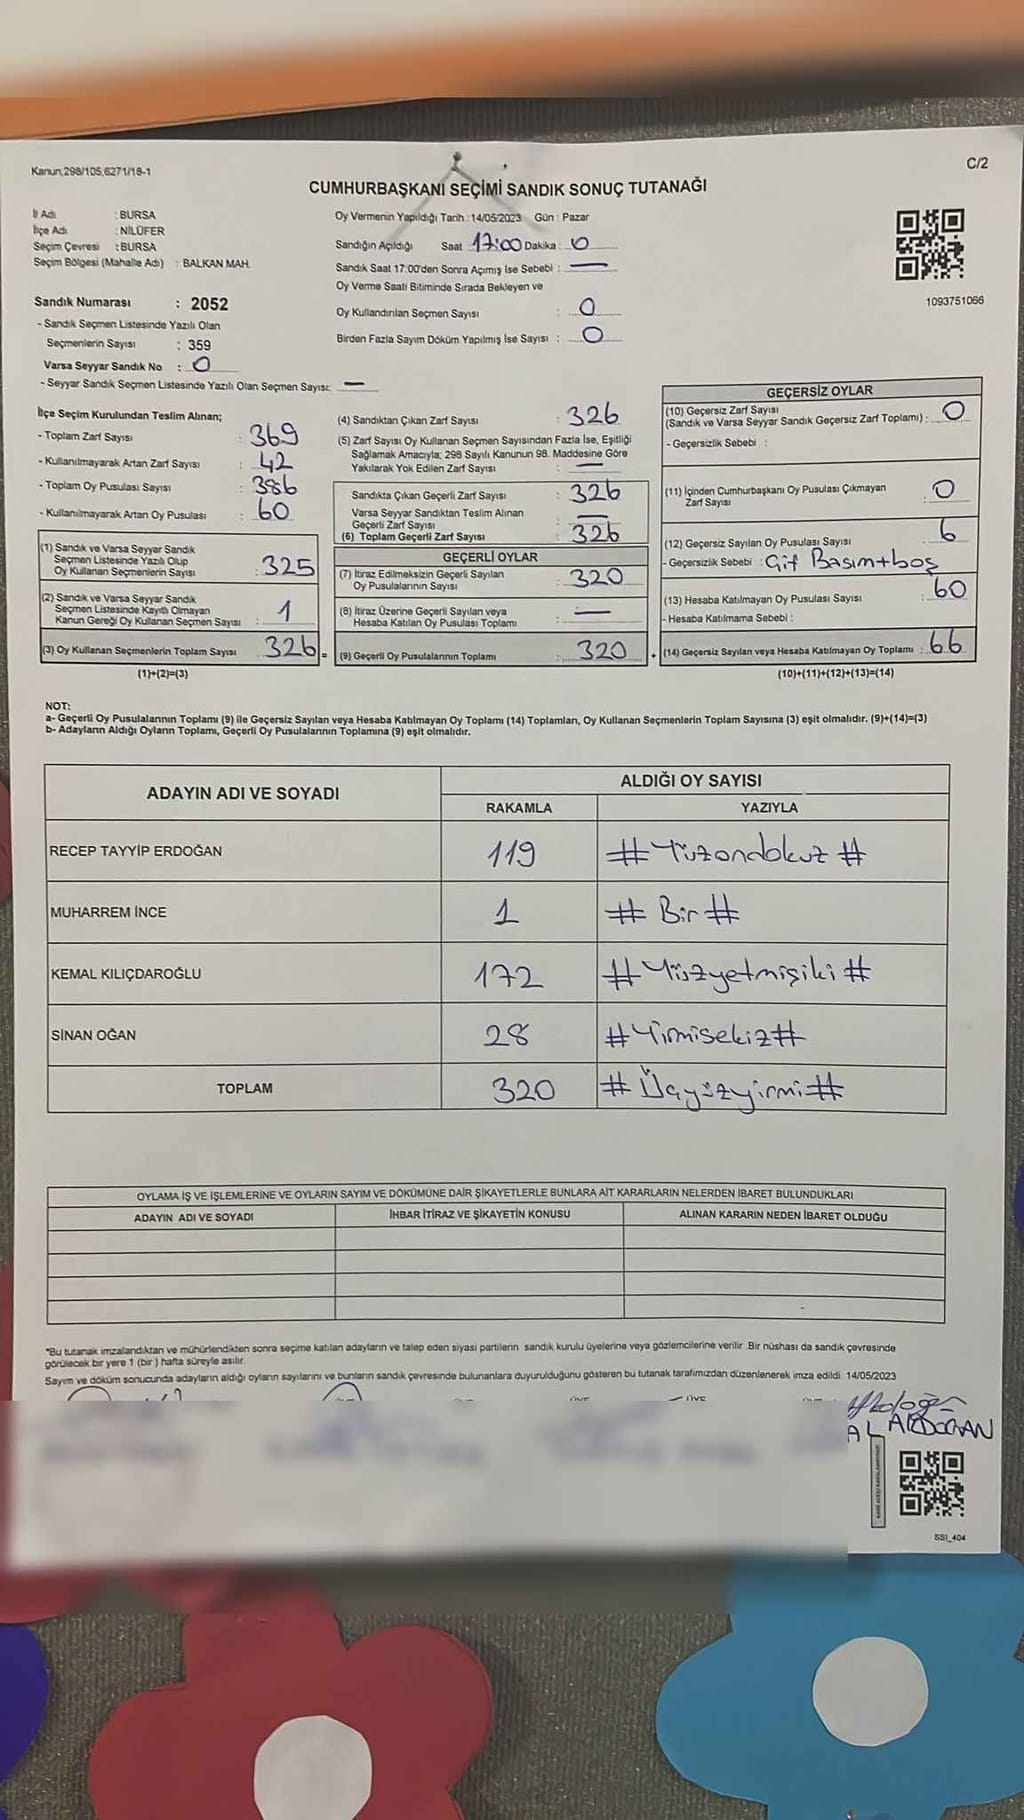 Kanun;298/105,6271/18-1
C/2
CUMHURBAŞKANI SEÇİMİ SANDIK SONUÇ TUTANAĞI
İl Adı : BURSA
İlçe Adı : NİLÜFER
Seçim Çevresi : BURSA
Seçim Bölgesi (Mahalle Adı) : BALKAN MAH.
Oy Vermenin Yapıldığı Tarih : 14/05/2023 Gün : Pazar
Sandığın Açıldığı Saat 17:00 Dakika : 0
Sandık Saat 17:00'den Sonra Açımış İse Sebebi : —
Oy Verme Saati Bitiminde Sırada Bekleyen ve
Oy Kullandırılan Seçmen Sayısı : 0
Birden Fazla Sayım Döküm Yapılmış İse Sayısı : 0
1093751066
Sandık Numarası : 2052
- Sandık Seçmen Listesinde Yazılı Olan
Seçmenlerin Sayısı : 359
Varsa Seyyar Sandık No : 0
- Seyyar Sandık Seçmen Listesinde Yazılı Olan Seçmen Sayısı: —
İlçe Seçim Kurulundan Teslim Alınan;
- Toplam Zarf Sayısı : 369
- Kullanılmayarak Artan Zarf Sayısı : 42
- Toplam Oy Pusulası Sayısı : 386
- Kullanılmayarak Artan Oy Pusulası : 60
(1) Sandık ve Varsa Seyyar Sandık
Seçmen Listesinde Yazılı Olup
Oy Kullanan Seçmenlerin Sayısı : 325
(2) Sandık ve Varsa Seyyar Sandık
Seçmen Listesinde Kayıtlı Olmayan
Kanun Gereği Oy Kullanan Seçmen Sayısı : 1
(3) Oy Kullanan Seçmenlerin Toplam Sayısı 326 =
(1)+(2)=(3)
(4) Sandıktan Çıkan Zarf Sayısı : 326
(5) Zarf Sayısı Oy Kullanan Seçmen Sayısından Fazla İse, Eşitliği
Sağlamak Amacıyla; 298 Sayılı Kanunun 98. Maddesine Göre
Yakılarak Yok Edilen Zarf Sayısı : —
Sandıkta Çıkan Geçerli Zarf Sayısı : 326
Varsa Seyyar Sandıktan Teslim Alınan
Geçerli Zarf Sayısı : —
(6) Toplam Geçerli Zarf Sayısı : 326
GEÇERLİ OYLAR
(7) İtiraz Edilmeksizin Geçerli Sayılan
Oy Pusulalarının Sayısı : 320
(8) İtiraz Üzerine Geçerli Sayılan veya
Hesaba Katılan Oy Pusulası Toplamı : —
(9) Geçerli Oy Pusulalarının Toplamı : 320 +
GEÇERSİZ OYLAR
(10) Geçersiz Zarf Sayısı
(Sandık ve Varsa Seyyar Sandık Geçersiz Zarf Toplamı) : 0
- Geçersizlik Sebebi :
(11) İçinden Cumhurbaşkanı Oy Pusulası Çıkmayan
Zarf Sayısı : 0
(12) Geçersiz Sayılan Oy Pusulası Sayısı : 6
- Geçersizlik Sebebi : Çift Basım+boş
(13) Hesaba Katılmayan Oy Pusulası Sayısı : 60
- Hesaba Katılmama Sebebi :
(14) Geçersiz Sayılan veya Hesaba Katılmayan Oy Toplamı : 66
(10)+(11)+(12)+(13)=(14)
NOT:
a- Geçerli Oy Pusulalarının Toplamı (9) ile Geçersiz Sayılan veya Hesaba Katılmayan Oy Toplamı (14) Toplamları, Oy Kullanan Seçmenlerin Toplam Sayısına (3) eşit olmalıdır. (9)+(14)=(3)
b- Adayların Aldığı Oyların Toplamı, Geçerli Oy Pusulalarının Toplamına (9) eşit olmalıdır.
ADAYIN ADI VE SOYADI
ALDIĞI OY SAYISI
RAKAMLA YAZIYLA
RECEP TAYYİP ERDOĞAN 119 #Yüzondokuz#
MUHARREM İNCE 1 #Bir#
KEMAL KILIÇDAROĞLU 172 #Yüzyetmişiki#
SİNAN OĞAN 28 #Yirmisekiz#
TOPLAM 320 #Üçyüzyirmi#
OYLAMA İŞ VE İŞLEMLERİNE VE OYLARIN SAYIM VE DÖKÜMÜNE DAİR ŞİKAYETLERLE BUNLARA AİT KARARLARIN NELERDEN İBARET BULUNDUKLARI
ADAYIN ADI VE SOYADI İHBAR İTİRAZ VE ŞİKAYETİN KONUSU ALINAN KARARIN NEDEN İBARET OLDUĞU
*Bu tutanak imzalandıktan ve mühürlendikten sonra seçime katılan adayların ve talep eden siyasi partilerin sandık kurulu üyelerine veya gözlemcilerine verilir .Bir nüshası da sandık çevresinde
görülecek bir yere 1 (bir ) hafta süreyle asılır.
Sayım ve döküm sonucunda adayların aldığı oyların sayılarını ve bunların sandık çevresinde bulunanlara duyurulduğunu gösteren bu tutanak tarafımızdan düzenlenerek imza edildi. 14/05/2023
SSI_404